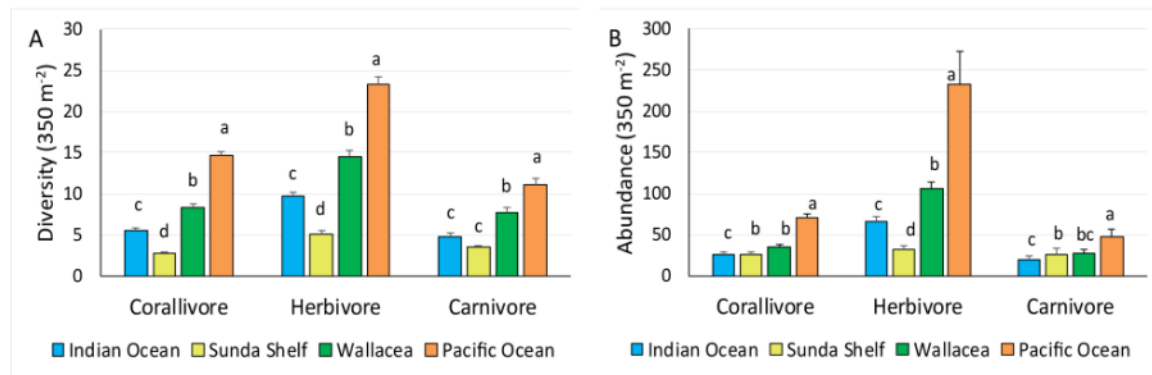 A
Diversity (350 m⁻²)
30
25
20
15
10
5
0
c
d
b
a
c
d
b
a
c
c
b
a
Corallivore Herbivore Carnivore
Indian Ocean Sunda Shelf Wallacea Pacific Ocean
B
Abundance (350 m⁻²)
300
250
200
150
100
50
0
c
b
b
a
c
d
b
a
c
b
bc
a
Corallivore Herbivore Carnivore
Indian Ocean Sunda Shelf Wallacea Pacific Ocean